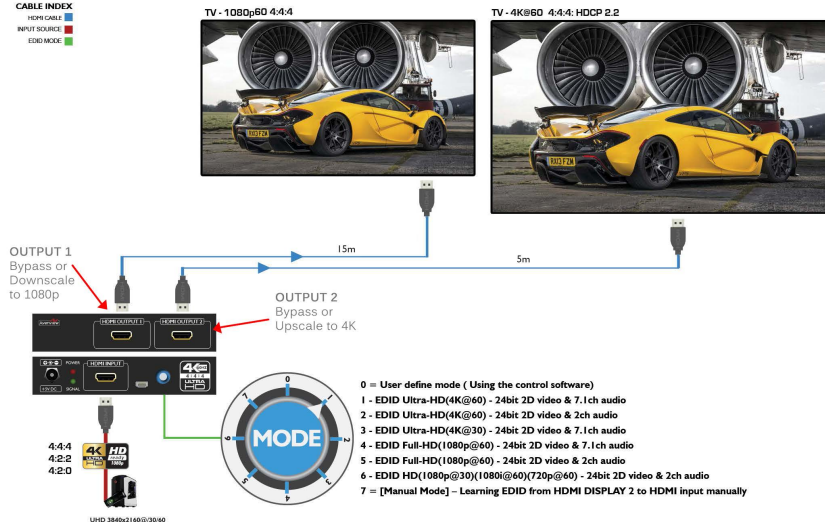 CABLE INDEX
HDMI CABLE
INPUT SOURCE
EDID MODE
TV - 1080p60 4:4:4
TV - 4K@60 4:4:4: HDCP 2.2
RX13 FZM
RX13 FZM
15m
5m
OUTPUT 1
Bypass or
Downscale
to 1080p
OUTPUT 2
Bypass or
Upscale to 4K
Avenview
HDMI OUTPUT 1
HDMI OUTPUT 2
POWER
HDMI INPUT
+5V DC
SIGNAL
4K
4:4:4
ULTRA
HD
4:4:4
4:2:2
4:2:0
4K
ULTRA
HD
HD
ready
1080p
UHD 3840x2160@/30/60
MODE
0
1
2
3
4
5
6
7
0 = User define mode ( Using the control software)
1 - EDID Ultra-HD(4K@60) - 24bit 2D video & 7.1ch audio
2 - EDID Ultra-HD(4K@60) - 24bit 2D video & 2ch audio
3 - EDID Ultra-HD(4K@30) - 24bit 2D video & 7.1ch audio
4 - EDID Full-HD(1080p@60) - 24bit 2D video & 7.1ch audio
5 - EDID Full-HD(1080p@60) - 24bit 2D video & 2ch audio
6 - EDID HD(1080p@30)(1080i@60)(720p@60) - 24bit 2D video & 2ch audio
7 = [Manual Mode] – Learning EDID from HDMI DISPLAY 2 to HDMI input manually